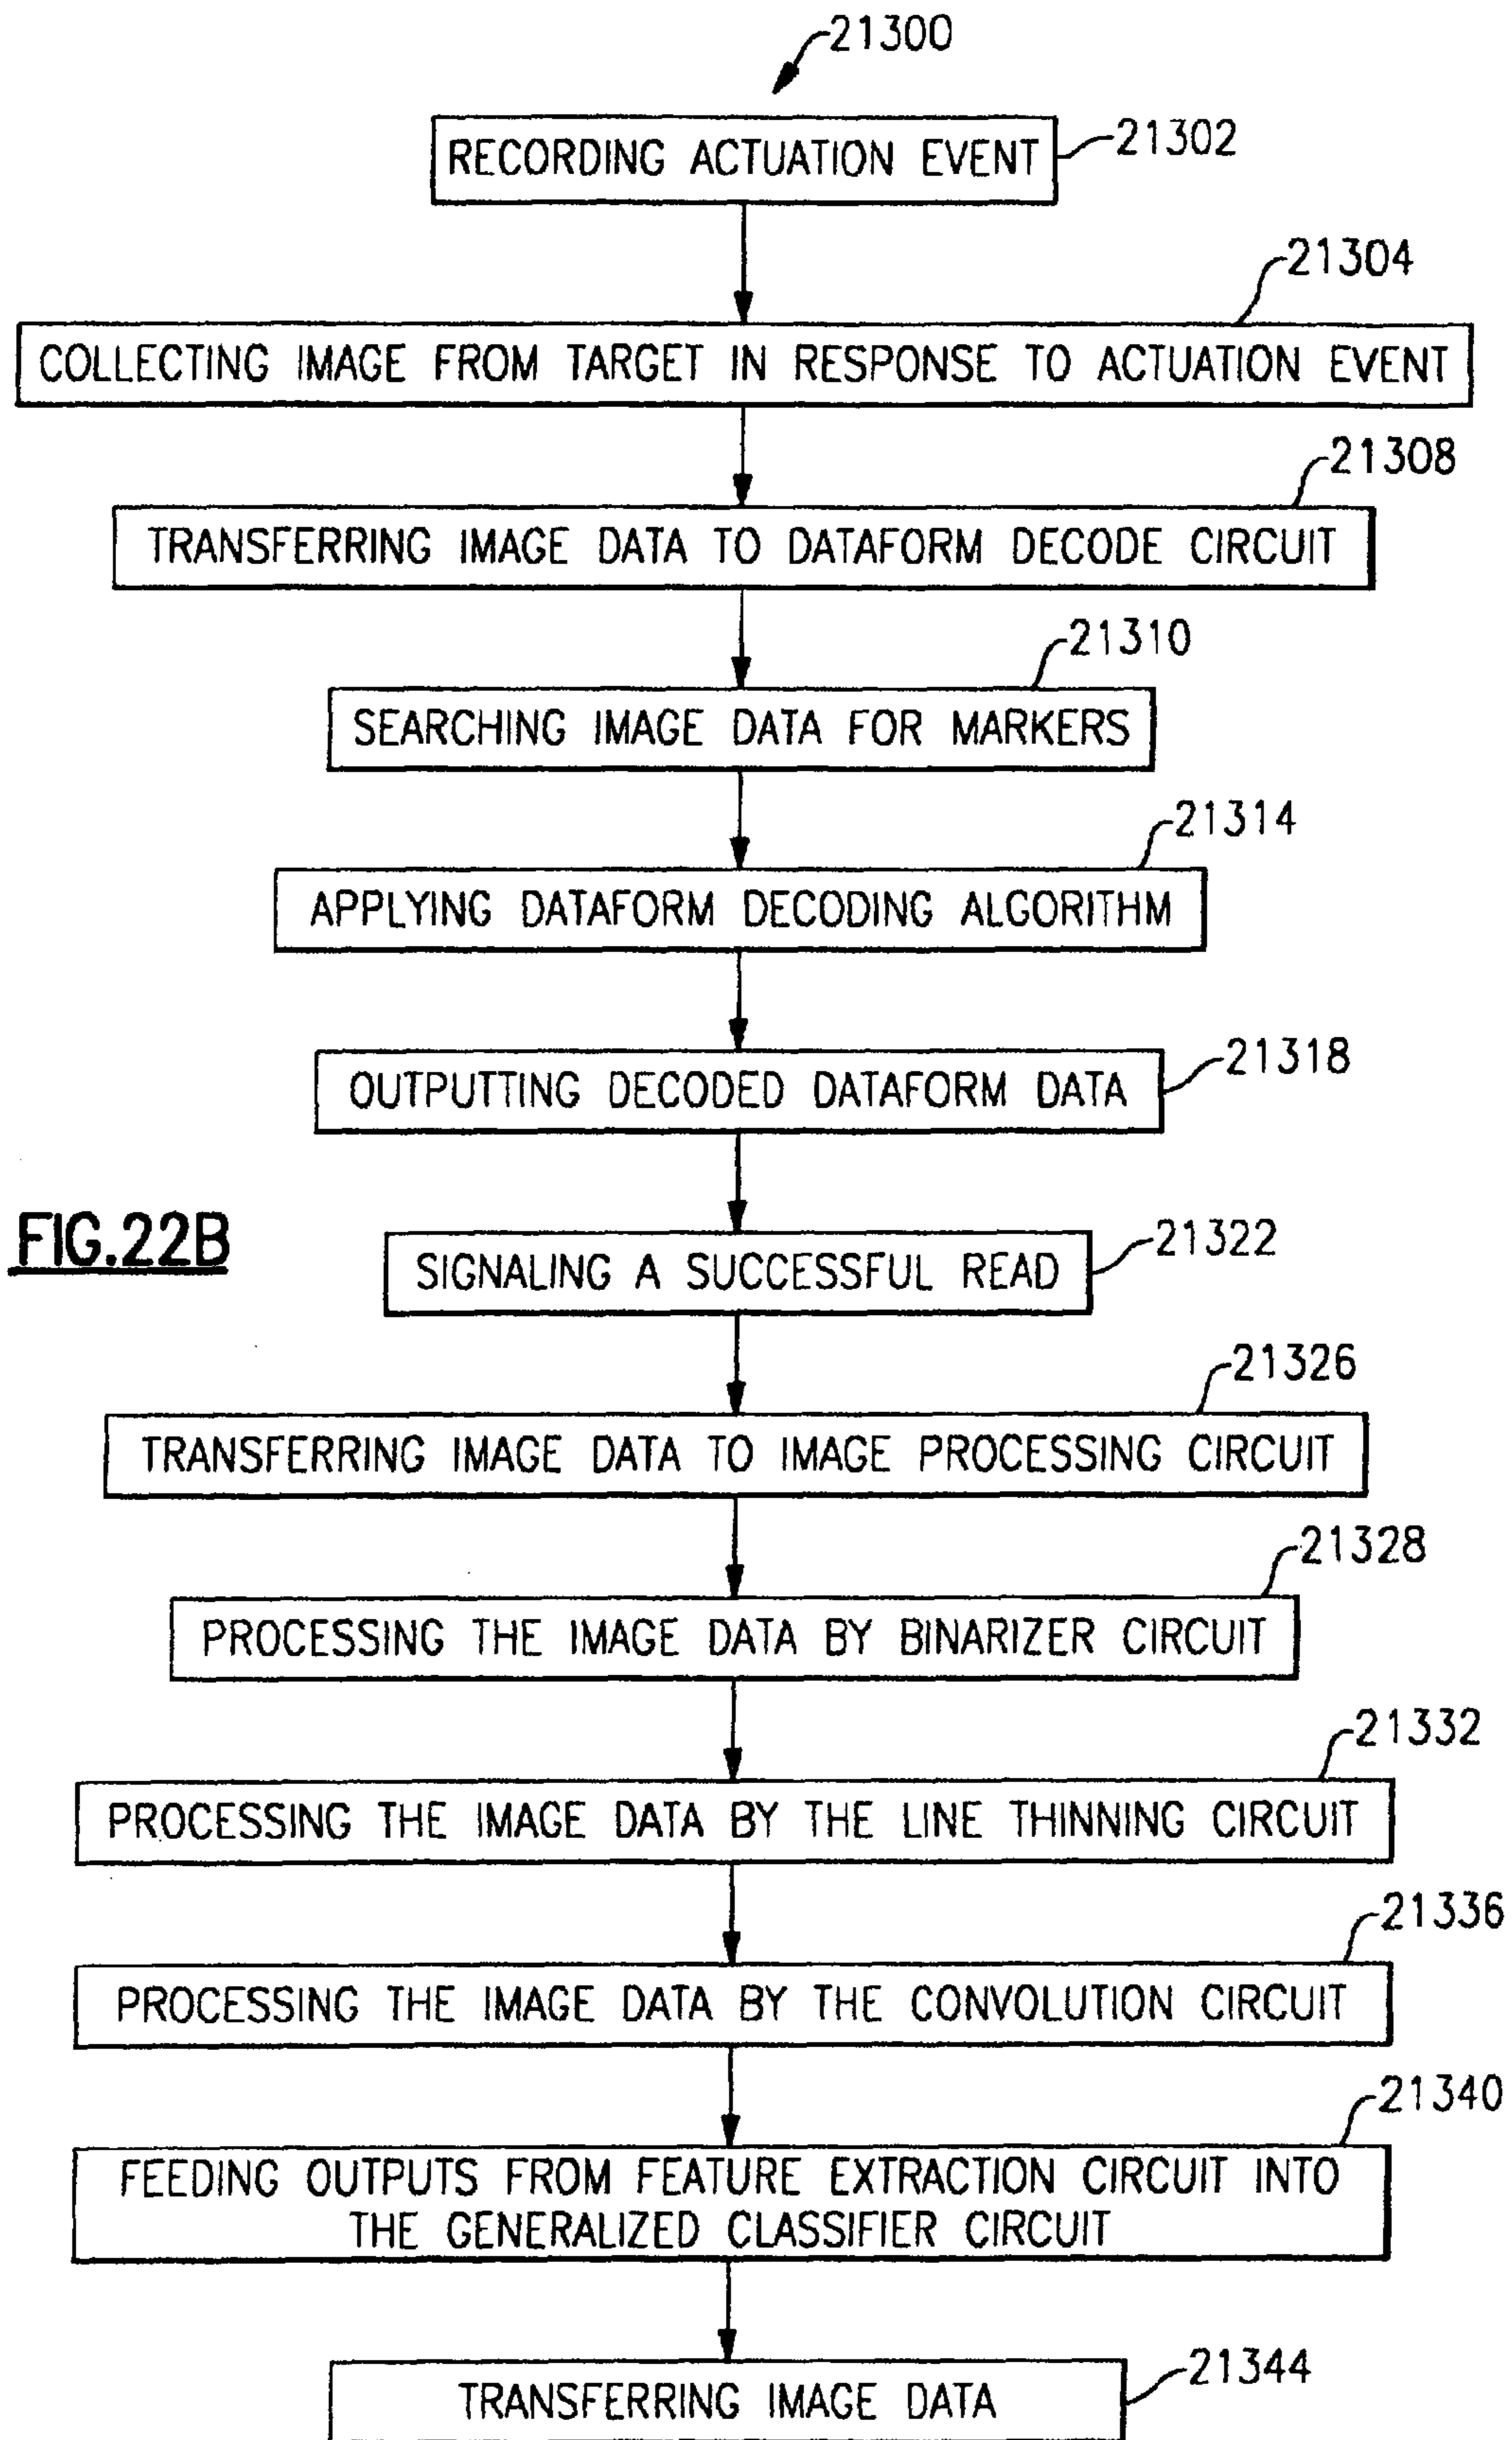 21300
RECORDING ACTUATION EVENT
21302
21304
COLLECTING IMAGE FROM TARGET IN RESPONSE TO ACTUATION EVENT
21308
TRANSFERRING IMAGE DATA TO DATAFORM DECODE CIRCUIT
21310
SEARCHING IMAGE DATA FOR MARKERS
21314
APPLYING DATAFORM DECODING ALGORITHM
OUTPUTTING DECODED DATAFORM DATA
21318
FIG.22B
SIGNALING A SUCCESSFUL READ
21322
21326
TRANSFERRING IMAGE DATA TO IMAGE PROCESSING CIRCUIT
21328
PROCESSING THE IMAGE DATA BY BINARIZER CIRCUIT
21332
PROCESSING THE IMAGE DATA BY THE LINE THINNING CIRCUIT
21336
PROCESSING THE IMAGE DATA BY THE CONVOLUTION CIRCUIT
21340
FEEDING OUTPUTS FROM FEATURE EXTRACTION CIRCUIT INTO
THE GENERALIZED CLASSIFIER CIRCUIT
TRANSFERRING IMAGE DATA
21344